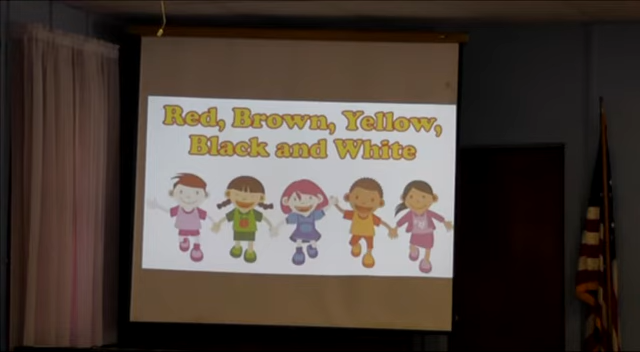 Red, Brown, Yellow,
Black and White